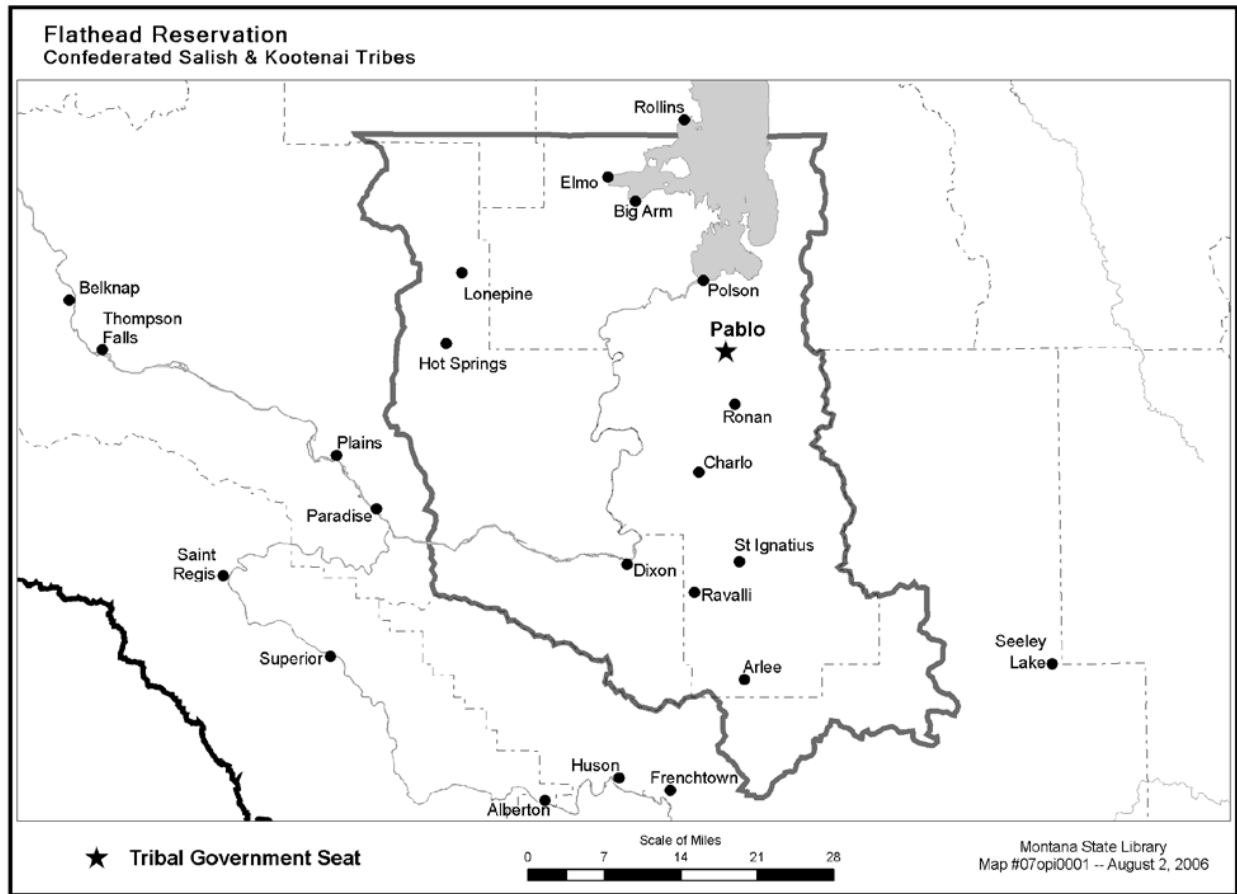 Flathead Reservation
Confederated Salish & Kootenai Tribes
Rollins
Elmo
Big Arm
Lonepine
Polson
Belknap
Thompson
Falls
Pablo
Hot Springs
Ronan
Plains
Charlo
Paradise
St Ignatius
Saint
Regis
Dixon
Ravalli
Superior
Seeley
Lake
Arlee
Huson
Frenchtown
Alberton
★ Tribal Government Seat
Scale of Miles
0 7 14 21 28
Montana State Library
Map #07opi0001 -- August 2, 2006